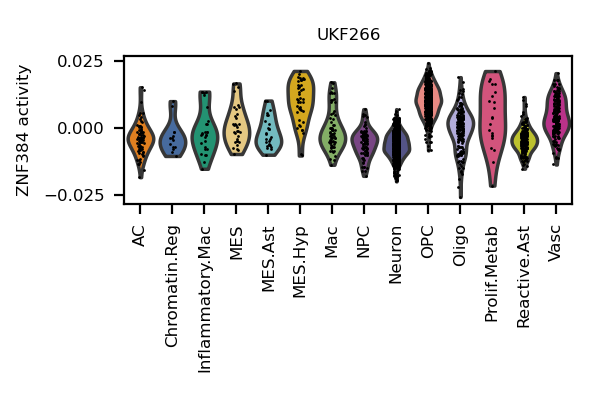 UKF266
ZNF384 activity
0.025
0.000
−0.025
AC
Chromatin.Reg
Inflammatory.Mac
MES
MES.Ast
MES.Hyp
Mac
NPC
Neuron
OPC
Oligo
Prolif.Metab
Reactive.Ast
Vasc